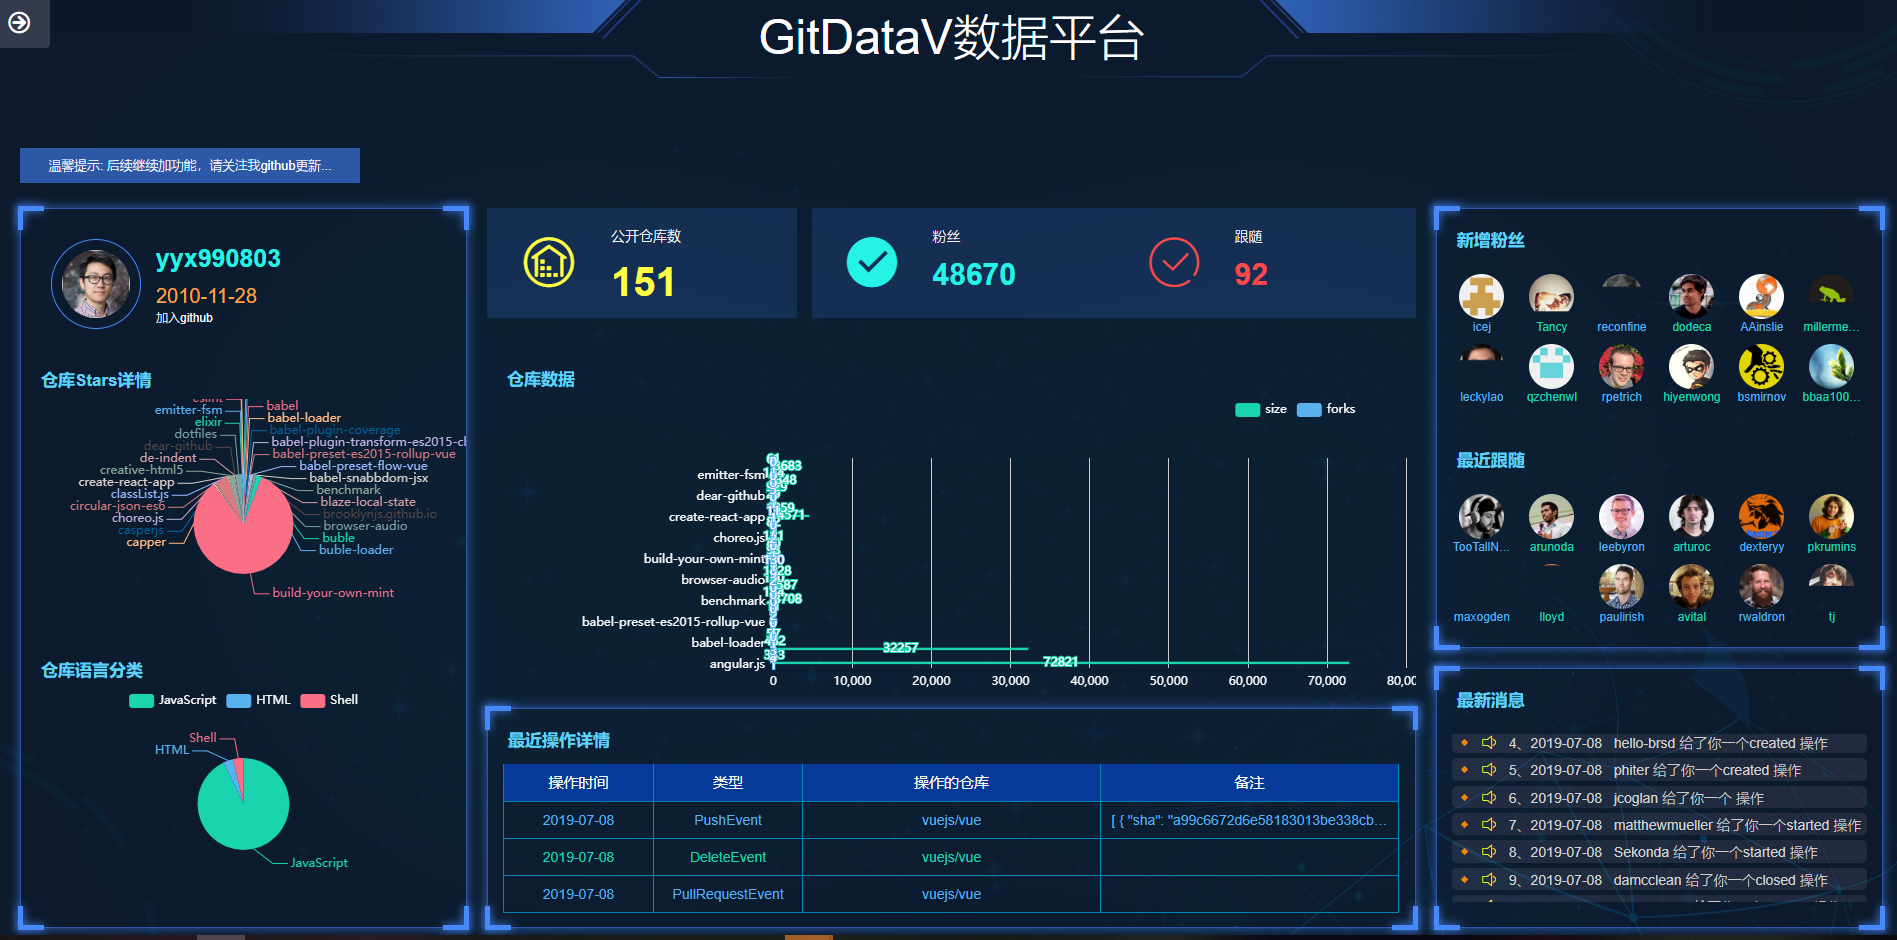 GitDataV数据平台
温馨提示: 后续继续加功能，请关注我github更新...
yyx990803
2010-11-28
加入github
仓库Stars详情
eslint
emitter-fsm
elixir
dotfiles
dear-github
de-indent
creative-html5
create-react-app
classList.js
circular-json-es6
choreo.js
casperjs
capper
babel
babel-loader
babel-plugin-coverage
babel-plugin-transform-es2015-cl
babel-preset-es2015-rollup-vue
babel-preset-flow-vue
babel-snabbdom-jsx
benchmark
blaze-local-state
brooklynjs.github.io
browse-audio
buble
buble-loader
build-your-own-mint
仓库语言分类
JavaScript
HTML
Shell
Shell
HTML
JavaScript
公开仓库数
151
粉丝
48670
跟随
92
仓库数据
size
forks
emitter-fsm
dear-github
create-react-app
choreo.js
build-your-own-mint
browser-audio
benchmark
babel-preset-es2015-rollup-vue
babel-loader
angular.js
32257
72821
0 10,000 20,000 30,000 40,000 50,000 60,000 70,000 80,00
最近操作详情
操作时间 类型 操作的仓库 备注
2019-07-08 PushEvent vuejs/vue [ { "sha": "a99c6672d6e58183013be338cb...
2019-07-08 DeleteEvent vuejs/vue
2019-07-08 PullRequestEvent vuejs/vue
新增粉丝
icej Tancy reconfine dodeca AAinslie millerme...
leckylao qzchenwl rpetrich hiyenwong bsmirnov bbaa100...
最近跟随
TooTallN... arunoda leebyron arturoc dexteryy pkrumins
maxogden lloyd paulirish avital rwaldron tj
最新消息
4、2019-07-08 hello-brsd 给了你一个created 操作
5、2019-07-08 phiter 给了你一个created 操作
6、2019-07-08 jcoglan 给了你一个 操作
7、2019-07-08 matthewmueller 给了你一个started 操作
8、2019-07-08 Sekonda 给了你一个started 操作
9、2019-07-08 damcclean 给了你一个closed 操作